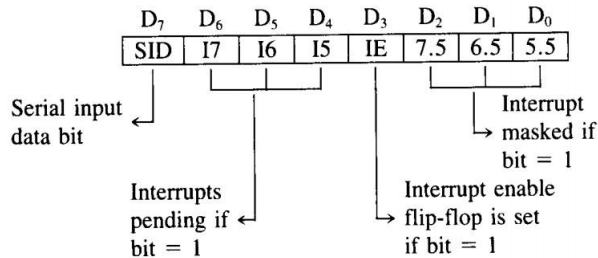 D₇ D₆ D₅ D₄ D₃ D₂ D₁ D₀
SID I7 I6 I5 IE 7.5 6.5 5.5
Serial input
data bit
Interrupt
masked if
bit = 1
Interrupts
pending if
bit = 1
Interrupt enable
flip-flop is set
if bit = 1